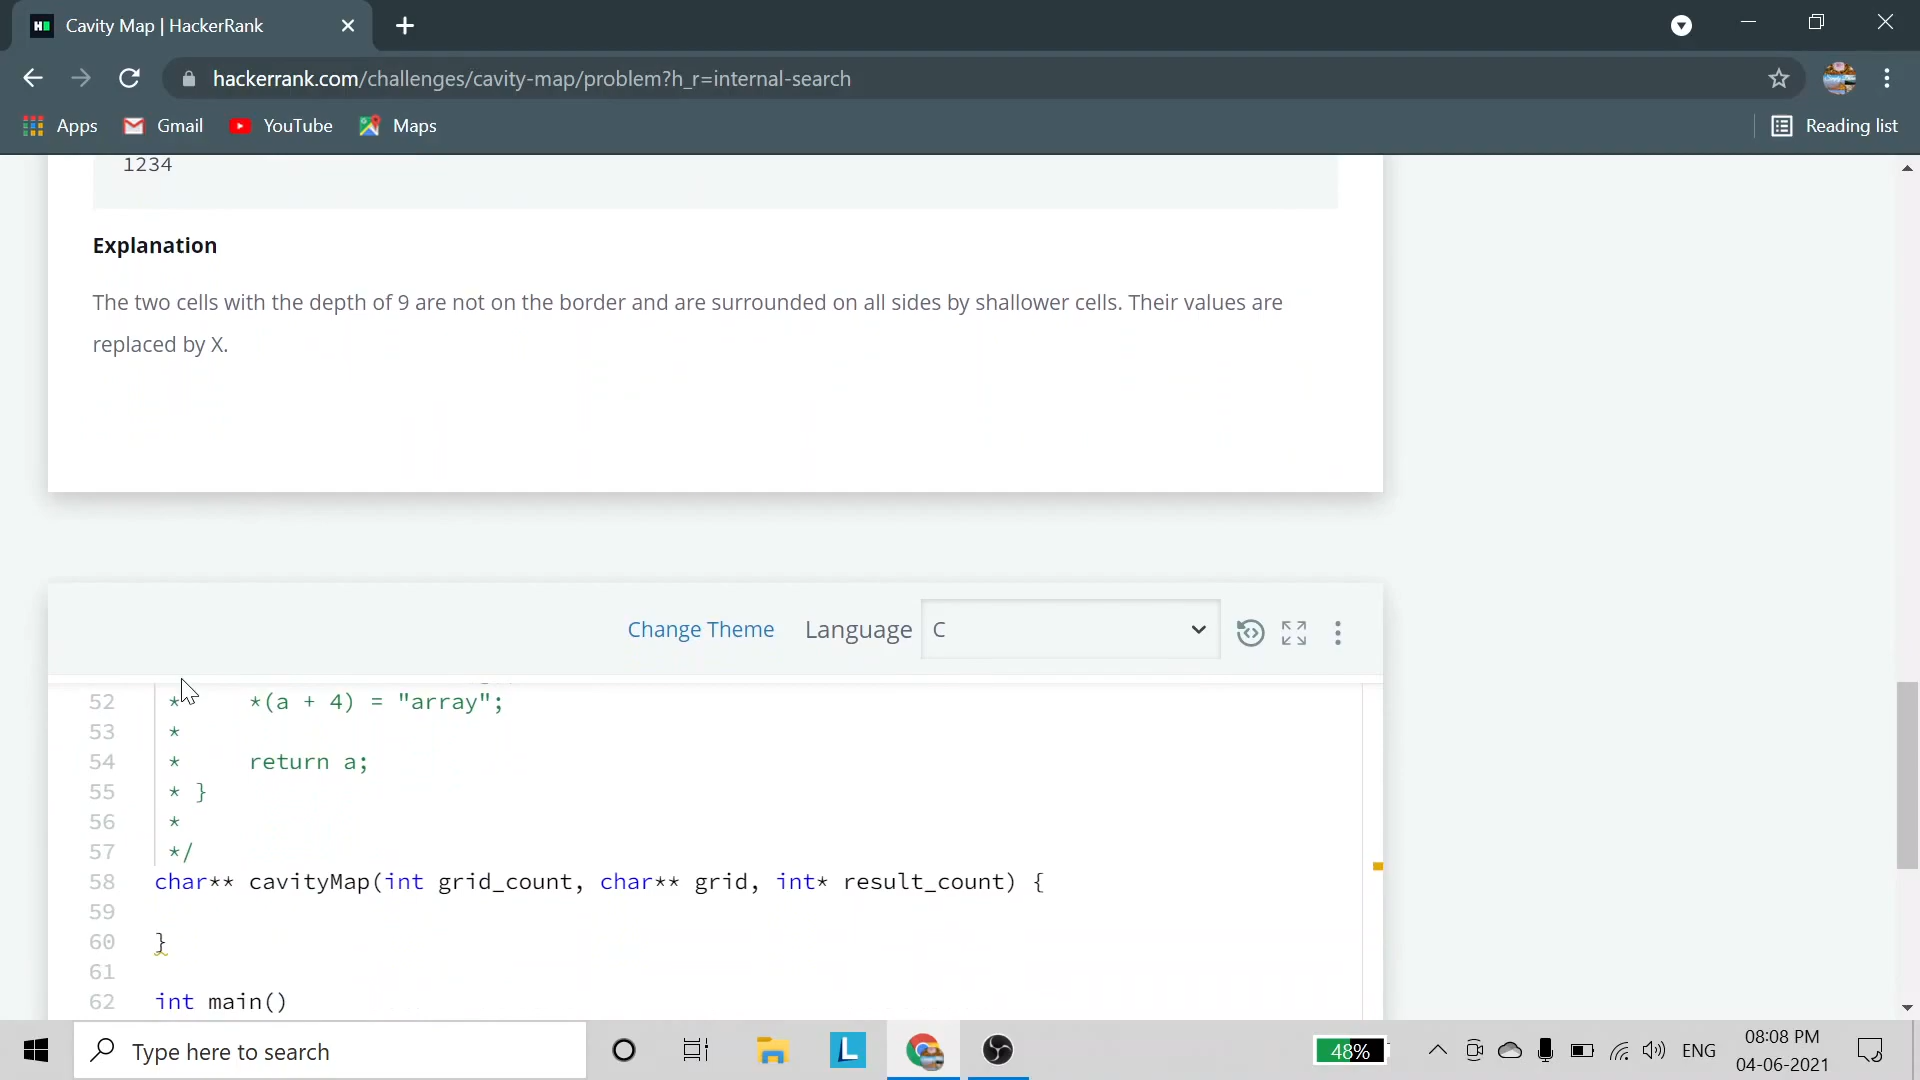 Cavity Map | HackerRank
hackerrank.com/challenges/cavity-map/problem?h_r=internal-search
Apps Gmail YouTube Maps Reading list
1234
Explanation
The two cells with the depth of 9 are not on the border and are surrounded on all sides by shallower cells. Their values are
replaced by X.
Change Theme Language C
52 * *(a + 4) = "array";
53 *
54 * return a;
55 * }
56 *
57 */
58 char** cavityMap(int grid_count, char** grid, int* result_count) {
59
60 }
61
62 int main()
Type here to search
L
48%
ENG
08:08 PM
04-06-2021